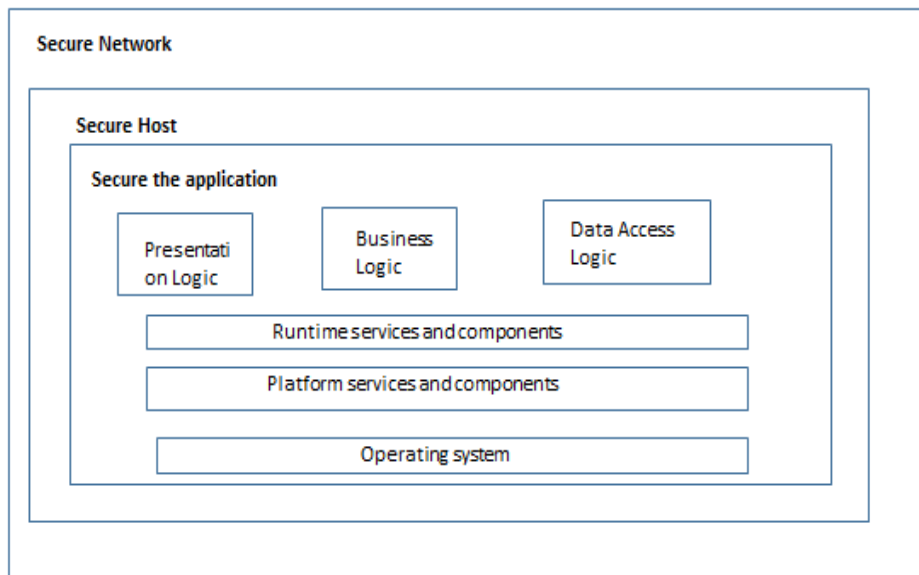 Secure Network
Secure Host
Secure the application
Presentati
on Logic
Business
Logic
Data Access
Logic
Runtime services and components
Platform services and components
Operating system